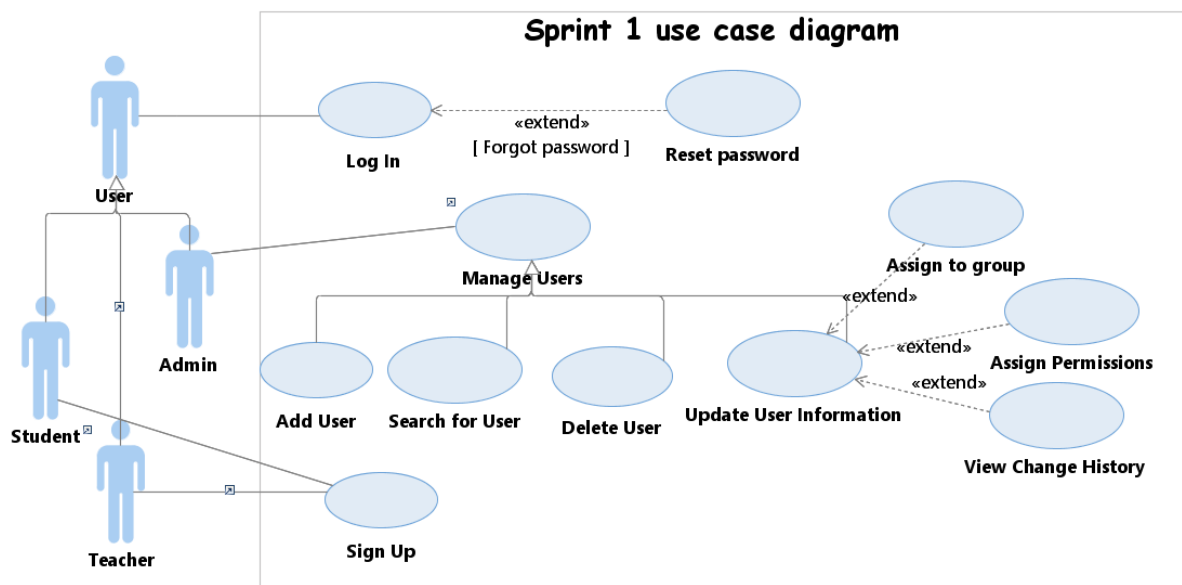 Sprint 1 use case diagram
«extend»
[ Forgot password ]
Log In
Reset password
User
Manage Users
Assign to group
«extend»
Admin
«extend»
Assign Permissions
«extend»
Add User
Search for User
Delete User
Update User Information
Student
View Change History
Teacher
Sign Up